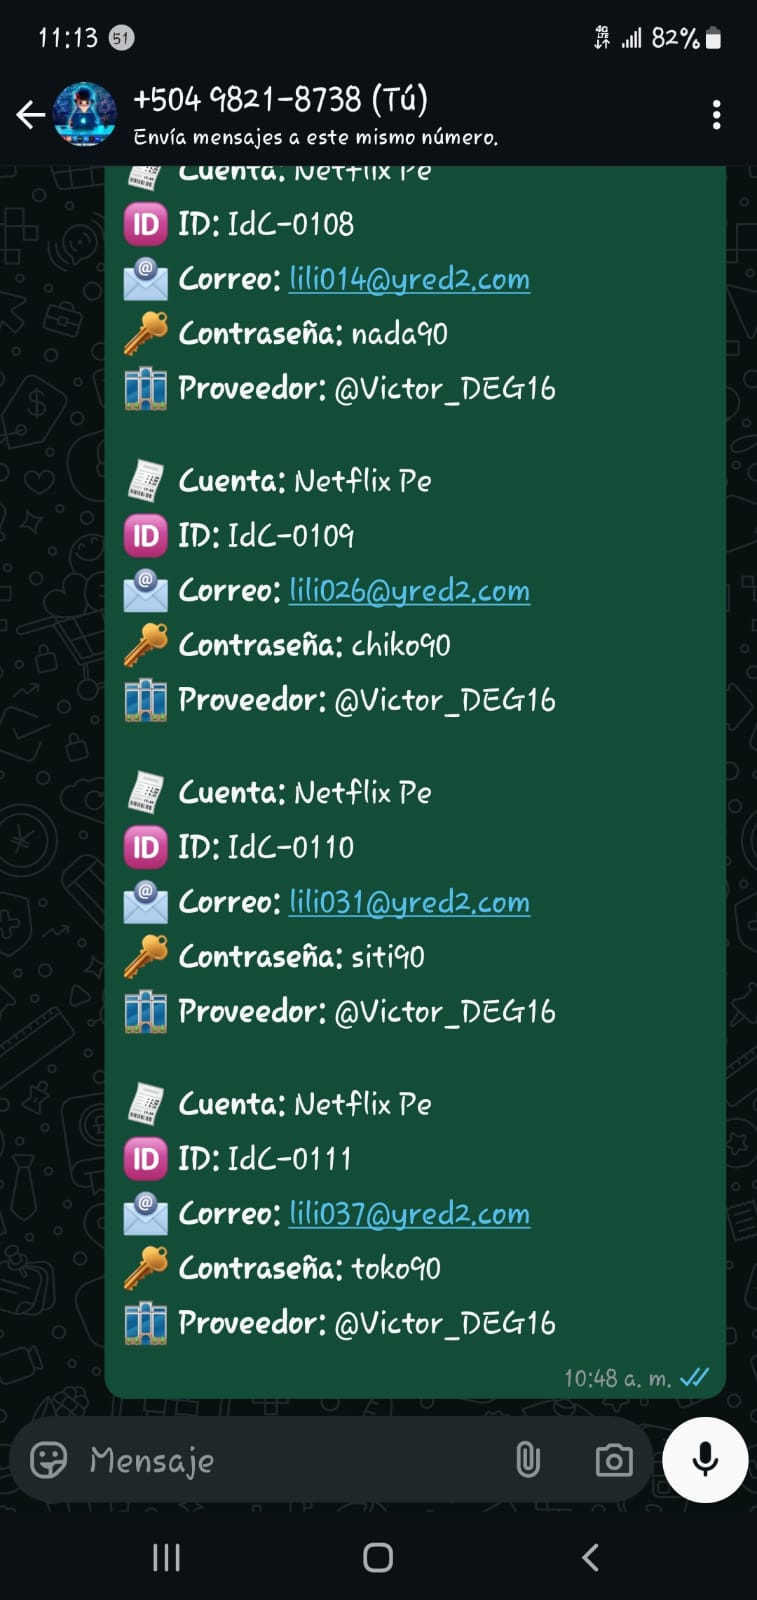 11:13 51 4G LTE 82%
+504 9821-8738 (Tú)
Envía mensajes a este mismo número.
Cuenta: Netflix Pe
ID ID: IdC-0108
Correo: lili014@yred2.com
Contraseña: nada90
Proveedor: @Victor_DEG16
Cuenta: Netflix Pe
ID ID: IdC-0109
Correo: lili026@yred2.com
Contraseña: chiko90
Proveedor: @Victor_DEG16
Cuenta: Netflix Pe
ID ID: IdC-0110
Correo: lili031@yred2.com
Contraseña: siti90
Proveedor: @Victor_DEG16
Cuenta: Netflix Pe
ID ID: IdC-0111
Correo: lili037@yred2.com
Contraseña: toko90
Proveedor: @Victor_DEG16
10:48 a. m.
Mensaje